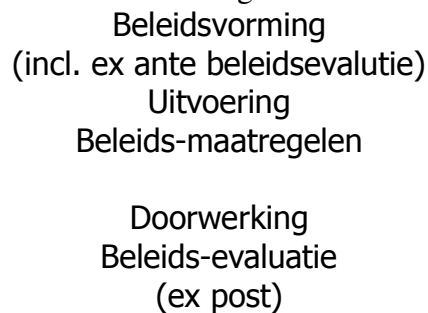 Beleidsvorming
(incl. ex ante beleidsevalutie)
Uitvoering
Beleids-maatregelen
Doorwerking
Beleids-evaluatie
(ex post)